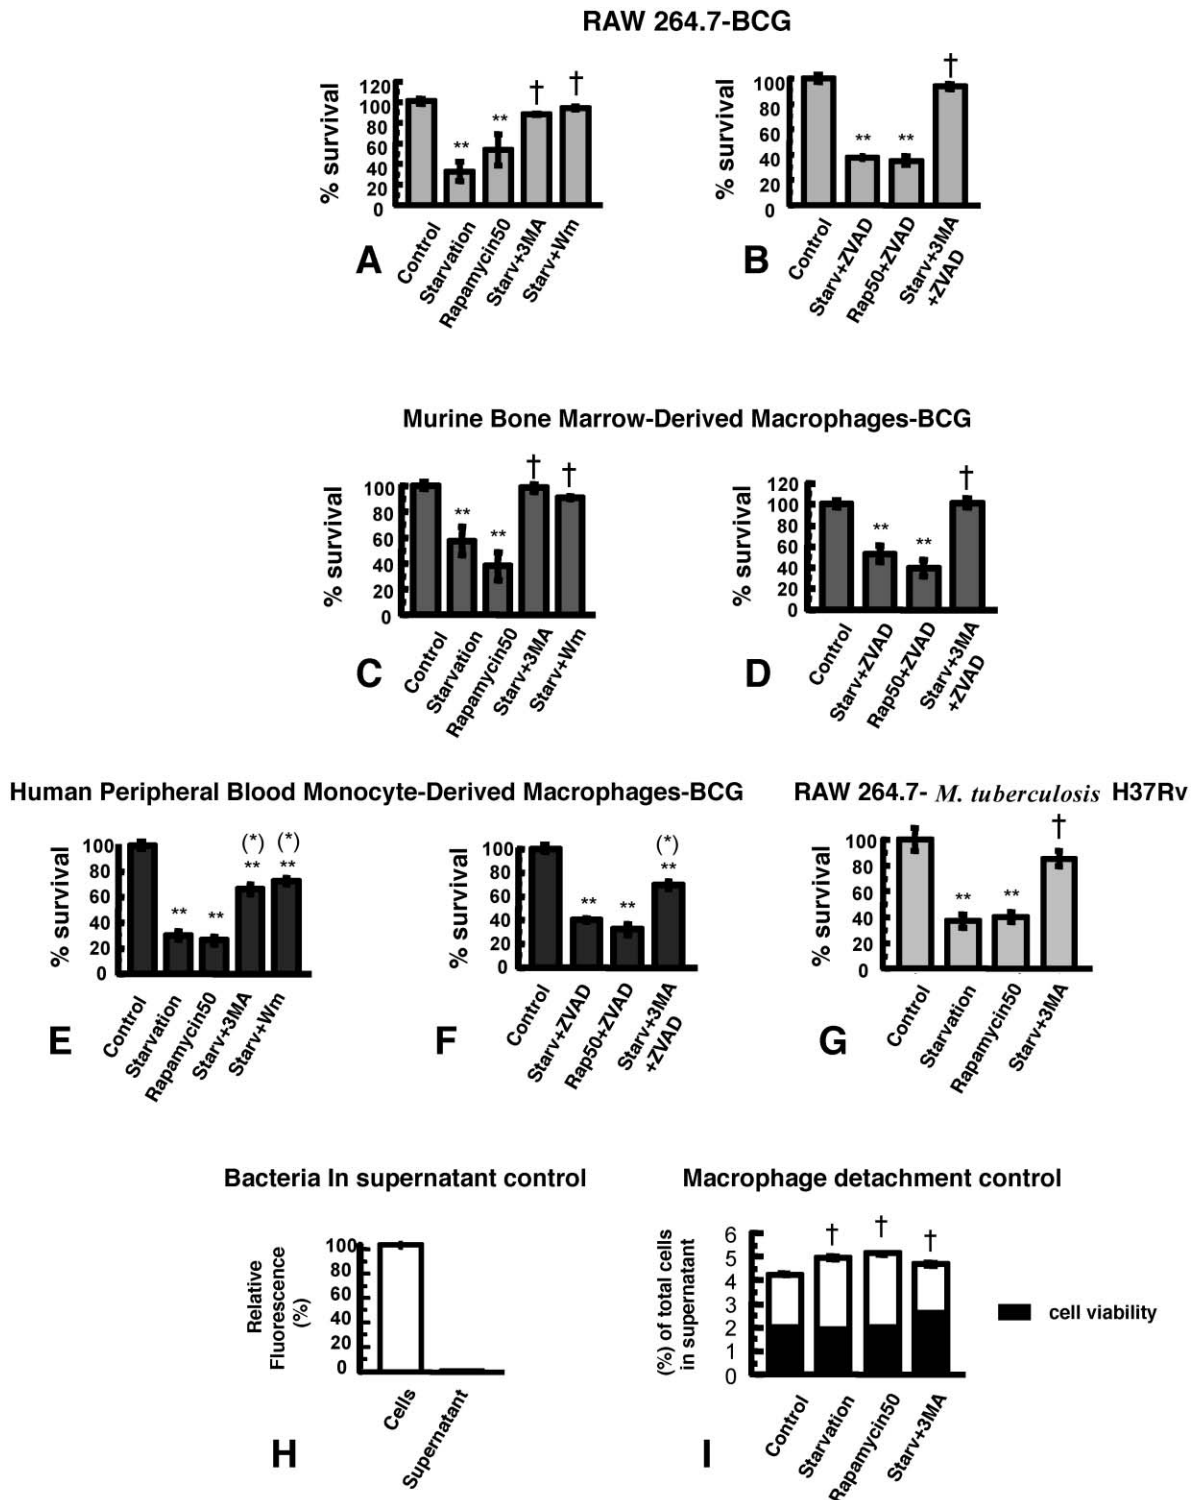 RAW 264.7-BCG
% survival
120
100
80
60
40
20
0
**
**
†
†
Control
Starvation
Rapamycin50
Starv+3MA
Starv+Wm
A
% survival
100
80
60
40
20
0
**
**
†
Control
Starv+ZVAD
Rap50+ZVAD
Starv+3MA
+ZVAD
B
Murine Bone Marrow-Derived Macrophages-BCG
% survival
100
80
60
40
20
0
**
**
†
†
Control
Starvation
Rapamycin50
Starv+3MA
Starv+Wm
C
% survival
120
100
80
60
40
20
0
**
**
†
Control
Starv+ZVAD
Rap50+ZVAD
Starv+3MA
+ZVAD
D
Human Peripheral Blood Monocyte-Derived Macrophages-BCG
% survival
100
80
60
40
20
0
**
**
(*)
**
(*)
**
Control
Starvation
Rapamycin50
Starv+3MA
Starv+Wm
E
% survival
100
80
60
40
20
0
**
**
(*)
**
Control
Starv+ZVAD
Rap50+ZVAD
Starv+3MA
+ZVAD
F
RAW 264.7- M. tuberculosis H37Rv
% survival
100
80
60
40
20
0
**
**
†
Control
Starvation
Rapamycin50
Starv+3MA
G
Bacteria In supernatant control
Relative
Fluorescence
(%)
100
80
60
40
20
0
Cells
Supernatant
H
Macrophage detachment control
(%) of total cells
in supernatant
6
5
4
3
2
1
0
†
†
†
Control
Starvation
Rapamycin50
Starv+3MA
cell viability
I